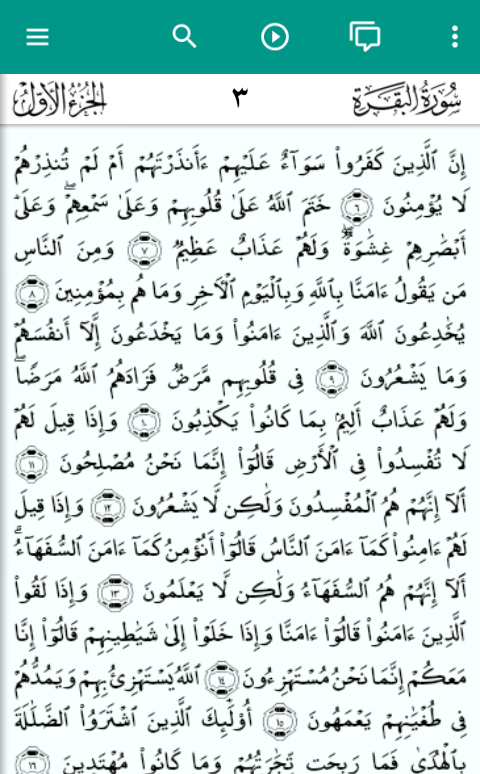 سُورَةُ البَقَرَة ٣ الجُزْءُ الأَوَّلُ
إِنَّ ٱلَّذِينَ كَفَرُوا۟ سَوَآءٌ عَلَيْهِمْ ءَأَنذَرْتَهُمْ أَمْ لَمْ تُنذِرْهُمْ
لَا يُؤْمِنُونَ ٦ خَتَمَ ٱللَّهُ عَلَىٰ قُلُوبِهِمْ وَعَلَىٰ سَمْعِهِمْ ۖ وَعَلَىٰٓ
أَبْصَٰرِهِمْ غِشَٰوَةٌ ۖ وَلَهُمْ عَذَابٌ عَظِيمٌ ٧ وَمِنَ ٱلنَّاسِ
مَن يَقُولُ ءَامَنَّا بِٱللَّهِ وَبِٱلْيَوْمِ ٱلْءَاخِرِ وَمَا هُم بِمُؤْمِنِينَ ٨
يُخَٰدِعُونَ ٱللَّهَ وَٱلَّذِينَ ءَامَنُوا۟ وَمَا يَخْدَعُونَ إِلَّآ أَنفُسَهُمْ
وَمَا يَشْعُرُونَ ٩ فِى قُلُوبِهِم مَّرَضٌ فَزَادَهُمُ ٱللَّهُ مَرَضًا ۖ
وَلَهُمْ عَذَابٌ أَلِيمٌۢ بِمَا كَانُوا۟ يَكْذِبُونَ ١٠ وَإِذَا قِيلَ لَهُمْ
لَا تُفْسِدُوا۟ فِى ٱلْأَرْضِ قَالُوٓا۟ إِنَّمَا نَحْنُ مُصْلِحُونَ ١١
أَلَآ إِنَّهُمْ هُمُ ٱلْمُفْسِدُونَ وَلَٰكِن لَّا يَشْعُرُونَ ١٢ وَإِذَا قِيلَ
لَهُمْ ءَامِنُوا۟ كَمَآ ءَامَنَ ٱلنَّاسُ قَالُوٓا۟ أَنُؤْمِنُ كَمَآ ءَامَنَ ٱلسُّفَهَآءُ ۗ
أَلَآ إِنَّهُمْ هُمُ ٱلسُّفَهَآءُ وَلَٰكِن لَّا يَعْلَمُونَ ١٣ وَإِذَا لَقُوا۟
ٱلَّذِينَ ءَامَنُوا۟ قَالُوٓا۟ ءَامَنَّا وَإِذَا خَلَوْا۟ إِلَىٰ شَيَٰطِينِهِمْ قَالُوٓا۟ إِنَّا
مَعَكُمْ إِنَّمَا نَحْنُ مُسْتَهْزِءُونَ ١٤ ٱللَّهُ يَسْتَهْزِئُ بِهِمْ وَيَمُدُّهُمْ
فِى طُغْيَٰنِهِمْ يَعْمَهُونَ ١٥ أُو۟لَٰٓئِكَ ٱلَّذِينَ ٱشْتَرَوُا۟ ٱلضَّلَٰلَةَ
بِٱلْهُدَىٰ فَمَا رَبِحَت تِّجَٰرَتُهُمْ وَمَا كَانُوا۟ مُهْتَدِينَ ١٦